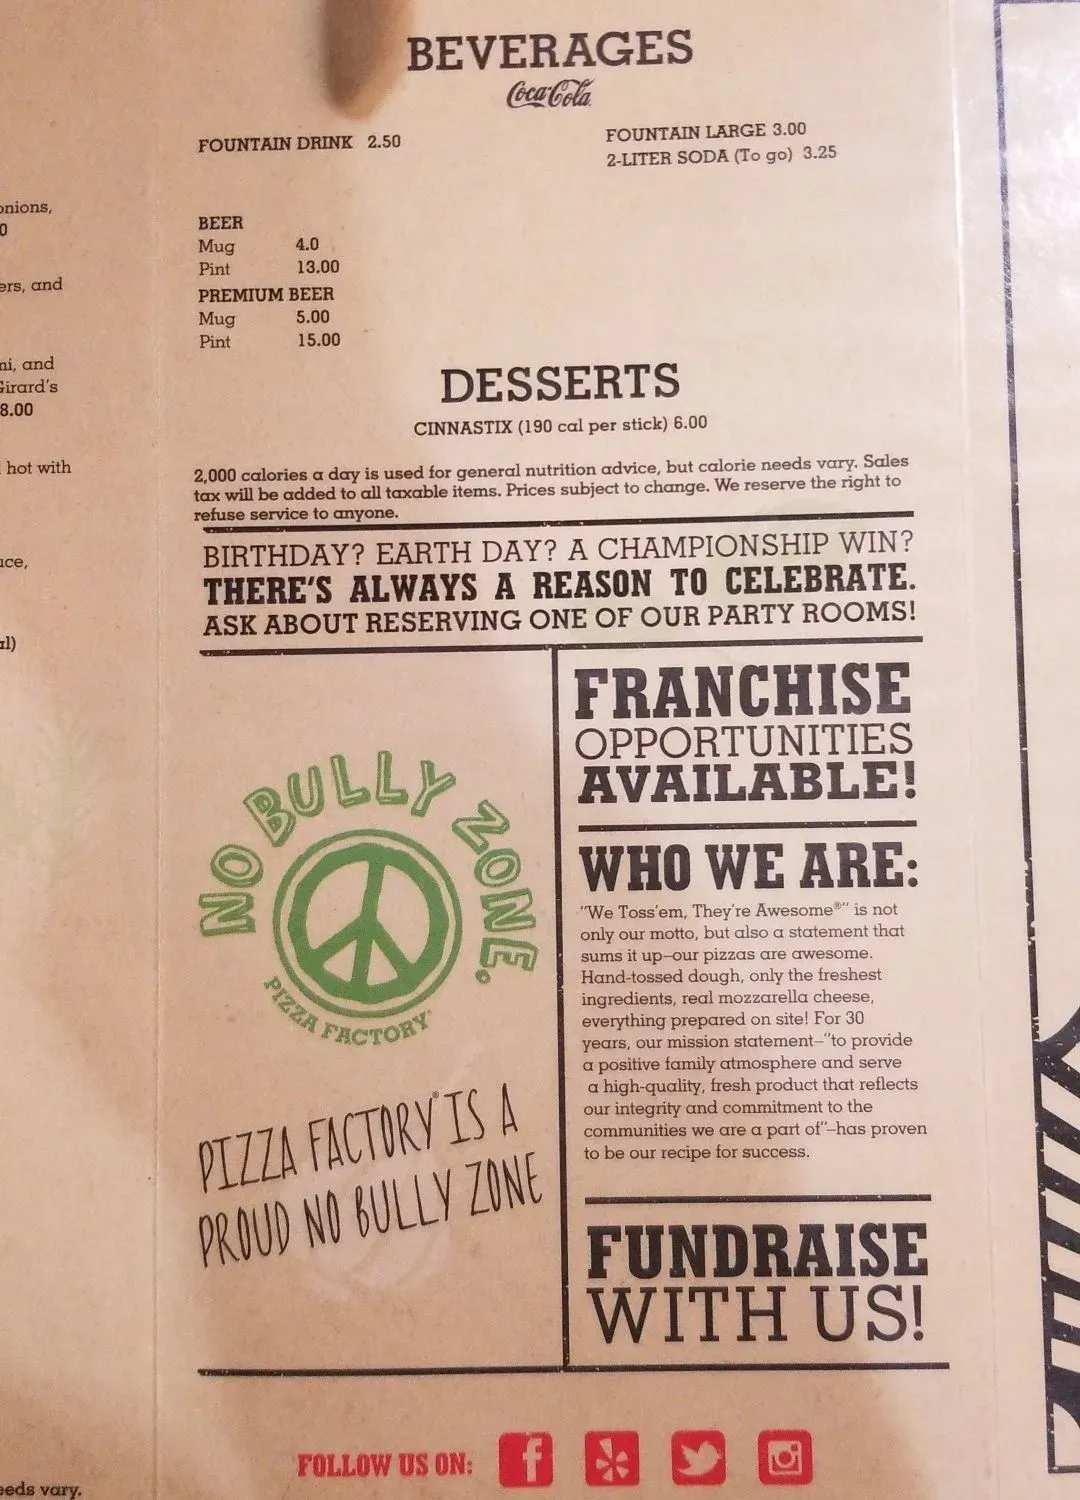 BEVERAGES
Coca-Cola
FOUNTAIN DRINK 2.50
FOUNTAIN LARGE 3.00
2-LITER SODA (To go) 3.25
BEER
Mug 4.0
Pint 13.00
PREMIUM BEER
Mug 5.00
Pint 15.00
DESSERTS
CINNASTIX (190 cal per stick) 6.00
2,000 calories a day is used for general nutrition advice, but calorie needs vary. Sales
tax will be added to all taxable items. Prices subject to change. We reserve the right to
refuse service to anyone.
BIRTHDAY? EARTH DAY? A CHAMPIONSHIP WIN?
THERE'S ALWAYS A REASON TO CELEBRATE.
ASK ABOUT RESERVING ONE OF OUR PARTY ROOMS!
NO BULLY ZONE.
PIZZA FACTORY
PIZZA FACTORY® IS A
PROUD NO BULLY ZONE
FRANCHISE
OPPORTUNITIES
AVAILABLE!
WHO WE ARE:
"We Toss'em, They're Awesome®" is not
only our motto, but also a statement that
sums it up–our pizzas are awesome.
Hand-tossed dough, only the freshest
ingredients, real mozzarella cheese,
everything prepared on site! For 30
years, our mission statement–"to provide
a positive family atmosphere and serve
a high-quality, fresh product that reflects
our integrity and commitment to the
communities we are a part of"–has proven
to be our recipe for success.
FUNDRAISE
WITH US!
FOLLOW US ON:
onions,
0
ers, and
ni, and
Girard's
8.00
hot with
uce,
al)
eeds vary.